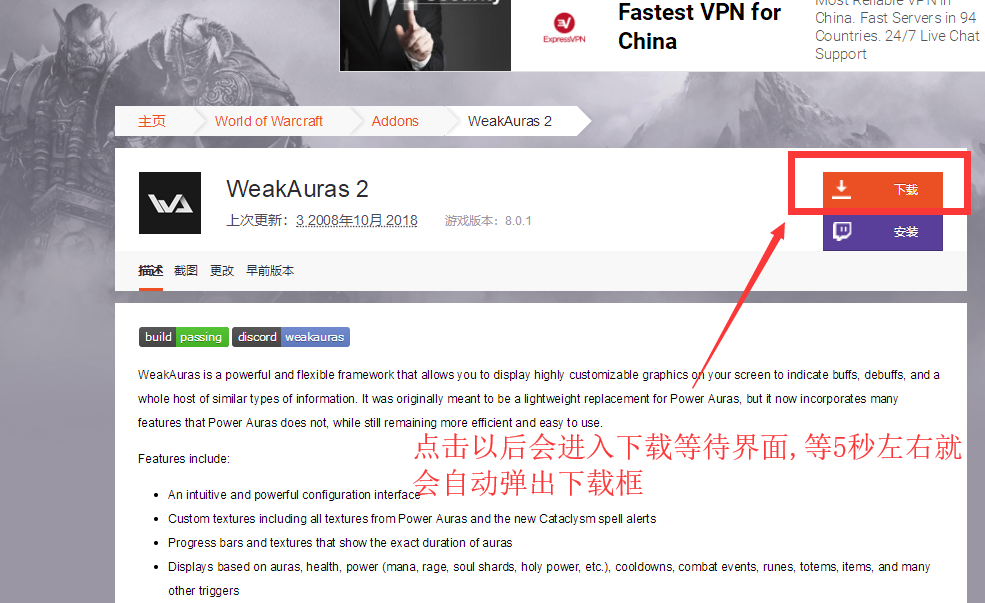 Security
ExpressVPN
Fastest VPN for
China
Most Reliable VPN in
China. Fast Servers in 94
Countries. 24/7 Live Chat
Support
主页 World of Warcraft Addons WeakAuras 2
WeakAuras 2
上次更新: 3 2008年10月 2018 游戏版本: 8.0.1
下载
安装
描述 截图 更改 早前版本
build passing discord weakauras
WeakAuras is a powerful and flexible framework that allows you to display highly customizable graphics on your screen to indicate buffs, debuffs, and a
whole host of similar types of information. It was originally meant to be a lightweight replacement for Power Auras, but it now incorporates many
features that Power Auras does not, while still remaining more efficient and easy to use.
点击以后会进入下载等待界面,等5秒左右就
会自动弹出下载框
Features include:
An intuitive and powerful configuration interface
Custom textures including all textures from Power Auras and the new Cataclysm spell alerts
Progress bars and textures that show the exact duration of auras
Displays based on auras, health, power (mana, rage, soul shards, holy power, etc.), cooldowns, combat events, runes, totems, items, and many
other triggers